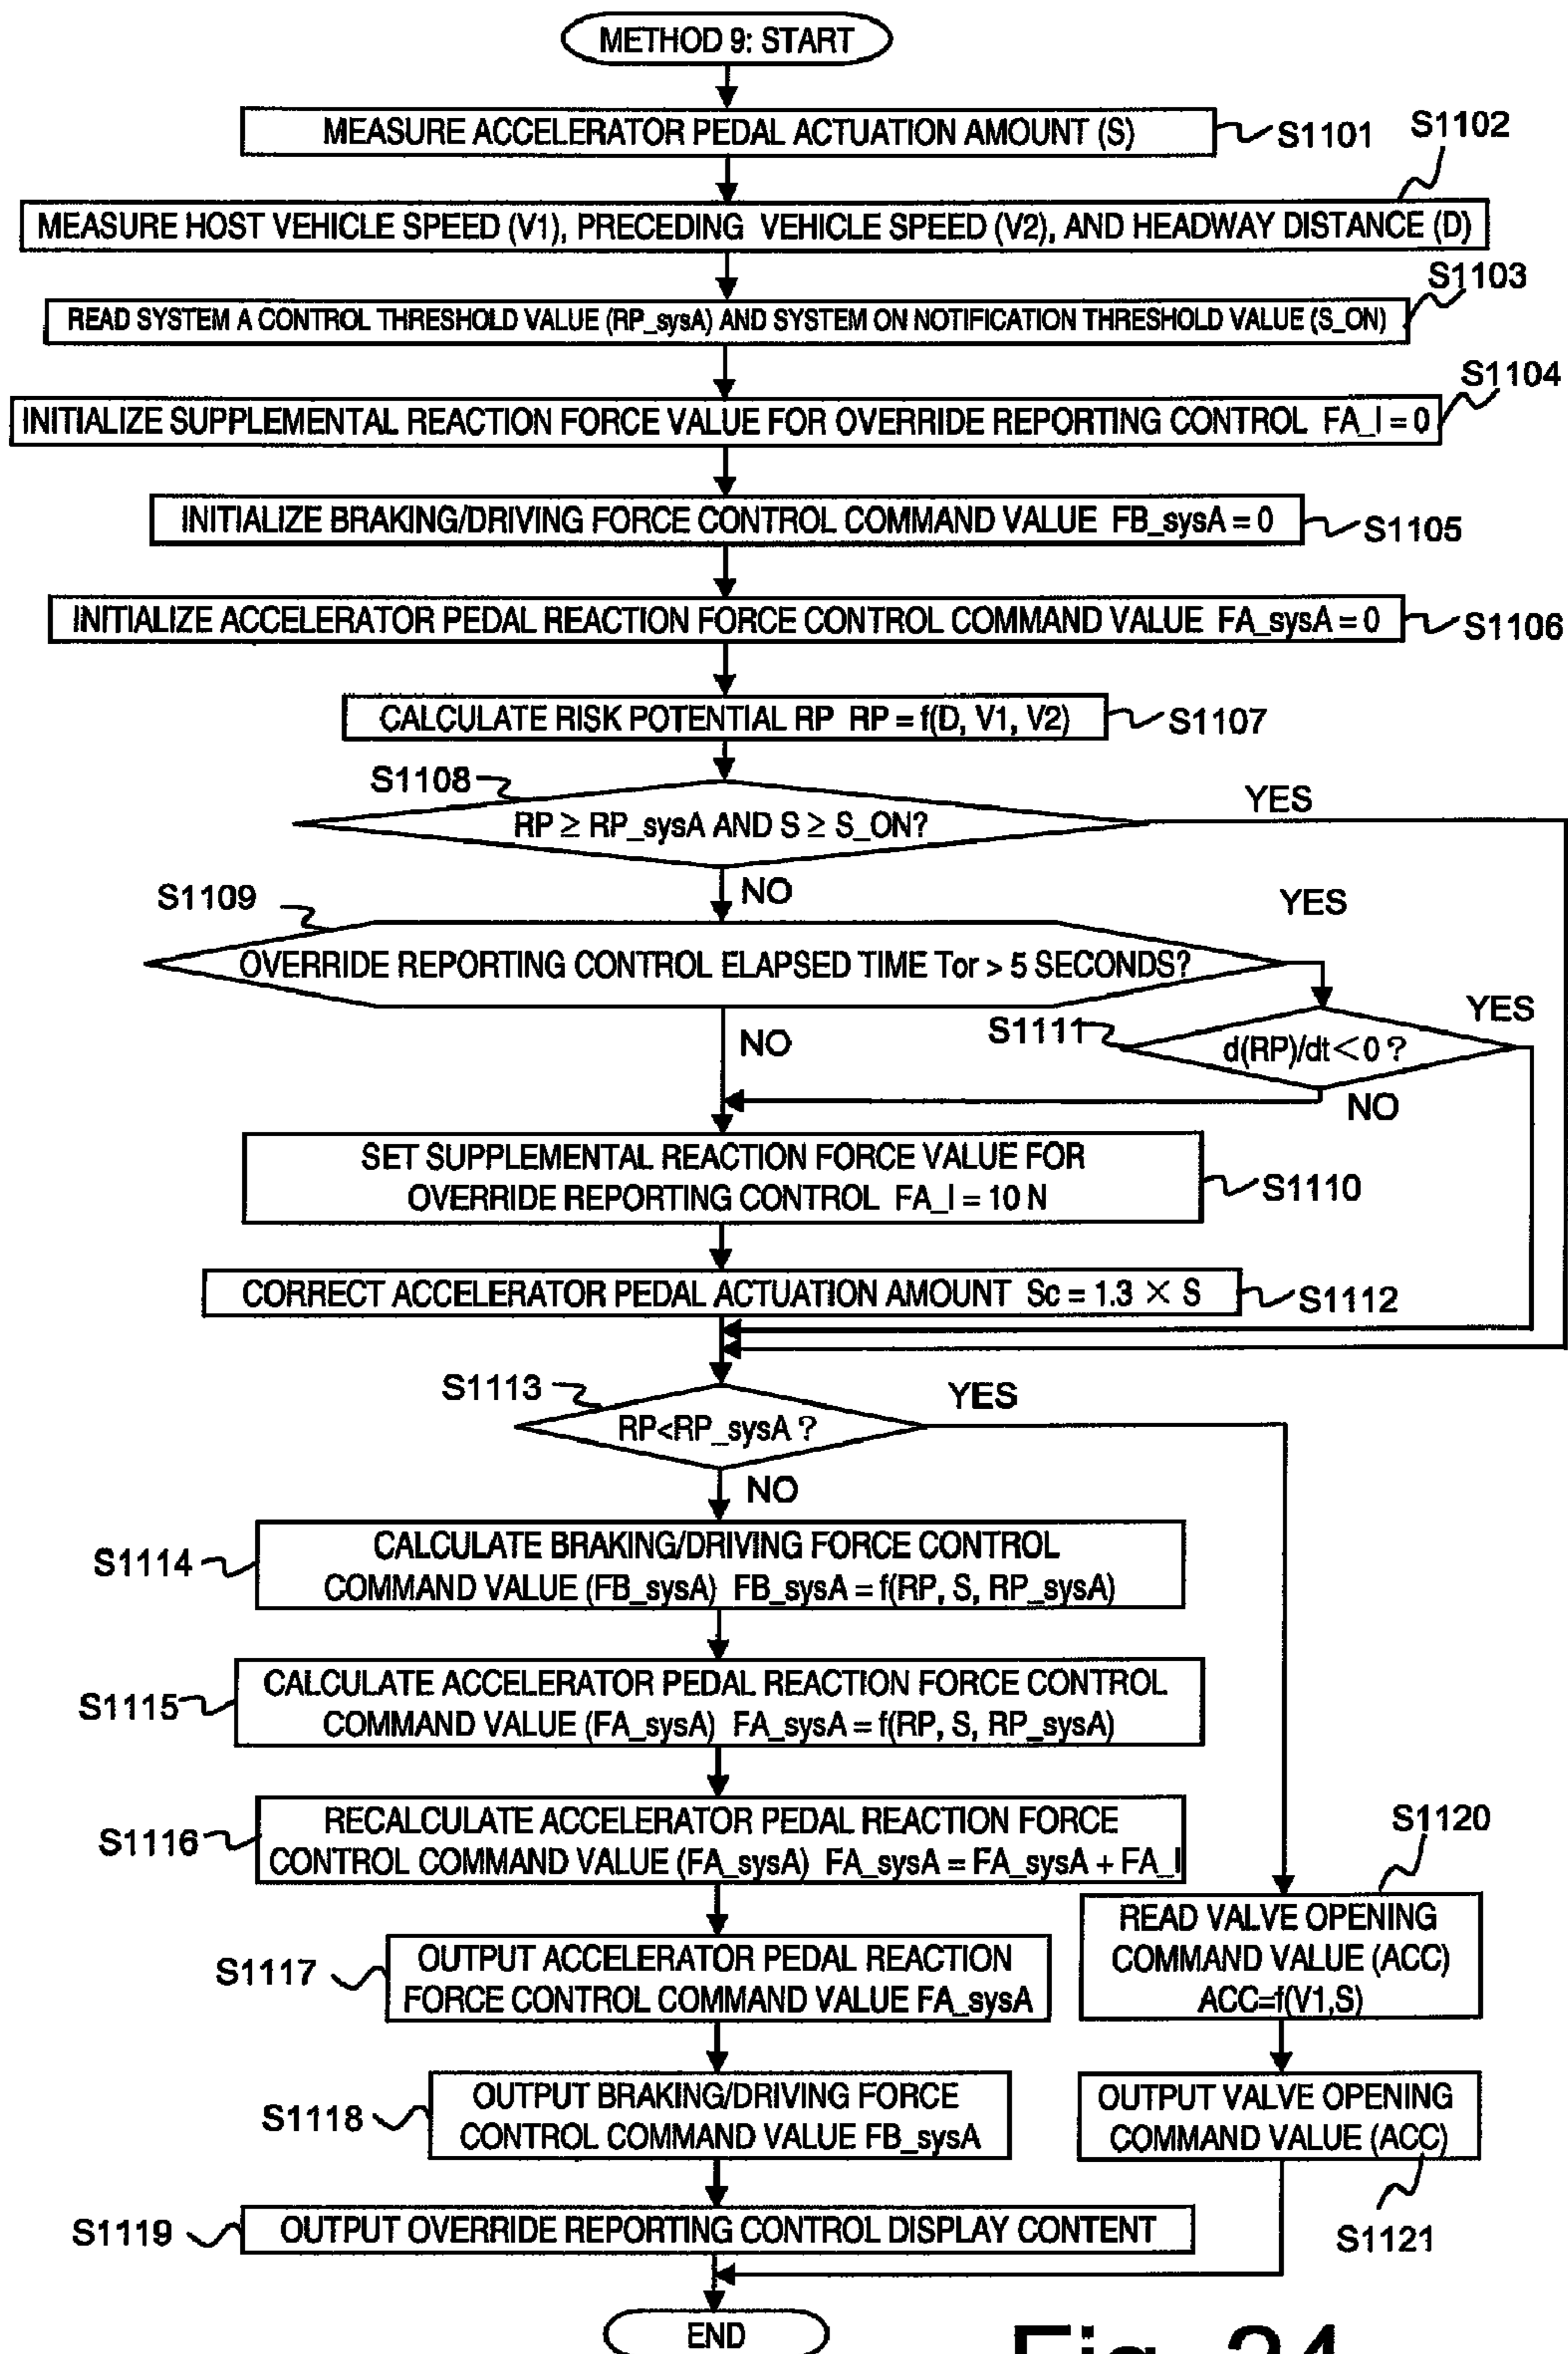 METHOD 9: START
MEASURE ACCELERATOR PEDAL ACTUATION AMOUNT (S)
S1101
S1102
MEASURE HOST VEHICLE SPEED (V1), PRECEDING VEHICLE SPEED (V2), AND HEADWAY DISTANCE (D)
S1103
READ SYSTEM A CONTROL THRESHOLD VALUE (RP_sysA) AND SYSTEM ON NOTIFICATION THRESHOLD VALUE (S_ON)
S1104
INITIALIZE SUPPLEMENTAL REACTION FORCE VALUE FOR OVERRIDE REPORTING CONTROL FA_I = 0
INITIALIZE BRAKING/DRIVING FORCE CONTROL COMMAND VALUE FB_sysA = 0
S1105
INITIALIZE ACCELERATOR PEDAL REACTION FORCE CONTROL COMMAND VALUE FA_sysA = 0
S1106
CALCULATE RISK POTENTIAL RP RP = f(D, V1, V2)
S1107
S1108
YES
RP ≥ RP_sysA AND S ≥ S_ON?
NO
S1109
YES
OVERRIDE REPORTING CONTROL ELAPSED TIME Tor > 5 SECONDS?
YES
S1111
d(RP)/dt<0 ?
NO
NO
SET SUPPLEMENTAL REACTION FORCE VALUE FOR
OVERRIDE REPORTING CONTROL FA_I = 10 N
S1110
CORRECT ACCELERATOR PEDAL ACTUATION AMOUNT Sc = 1.3 × S
S1112
S1113
YES
RP<RP_sysA ?
NO
S1114
CALCULATE BRAKING/DRIVING FORCE CONTROL
COMMAND VALUE (FB_sysA) FB_sysA = f(RP, S, RP_sysA)
S1115
CALCULATE ACCELERATOR PEDAL REACTION FORCE CONTROL
COMMAND VALUE (FA_sysA) FA_sysA = f(RP, S, RP_sysA)
S1116
RECALCULATE ACCELERATOR PEDAL REACTION FORCE
CONTROL COMMAND VALUE (FA_sysA) FA_sysA = FA_sysA + FA_I
S1120
READ VALVE OPENING
COMMAND VALUE (ACC)
ACC=f(V1,S)
S1117
OUTPUT ACCELERATOR PEDAL REACTION
FORCE CONTROL COMMAND VALUE FA_sysA
S1118
OUTPUT BRAKING/DRIVING FORCE
CONTROL COMMAND VALUE FB_sysA
OUTPUT VALVE OPENING
COMMAND VALUE (ACC)
S1121
S1119
OUTPUT OVERRIDE REPORTING CONTROL DISPLAY CONTENT
END
Fig. 24